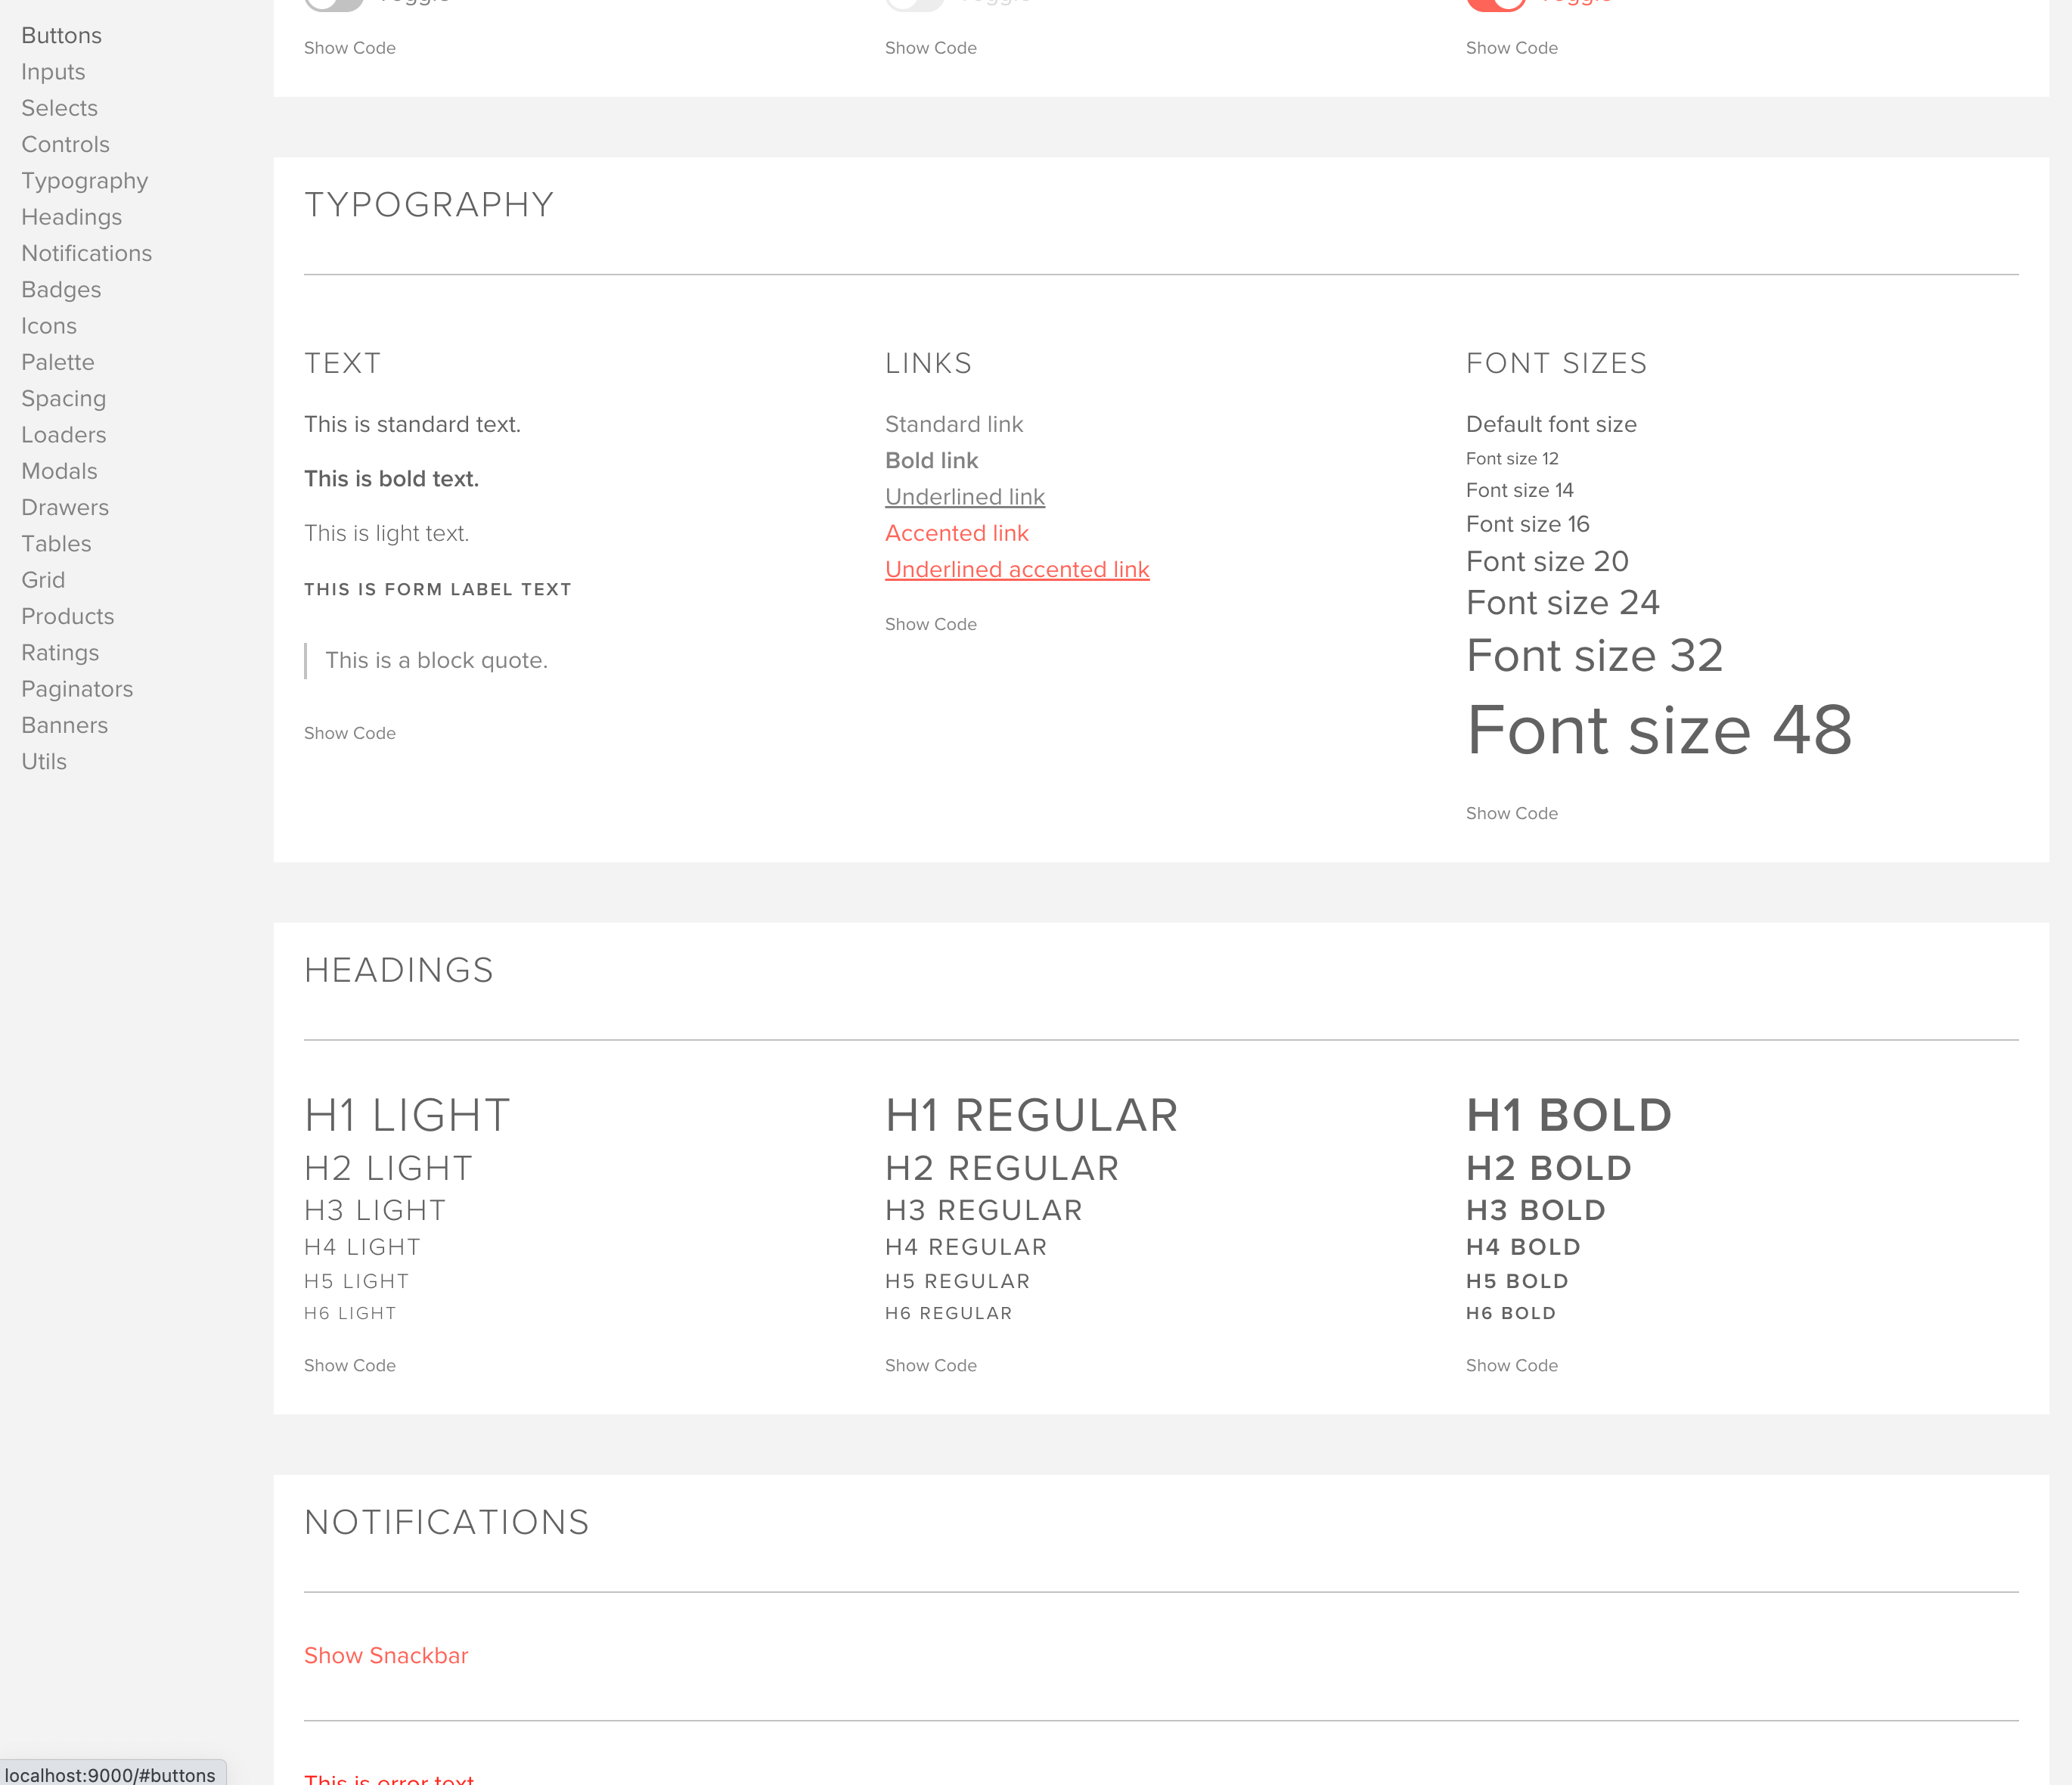 Buttons
Inputs
Selects
Controls
Typography
Headings
Notifications
Badges
Icons
Palette
Spacing
Loaders
Modals
Drawers
Tables
Grid
Products
Ratings
Paginators
Banners
Utils
Show Code
Show Code
Show Code
TYPOGRAPHY
TEXT
This is standard text.
This is bold text.
This is light text.
THIS IS FORM LABEL TEXT
This is a block quote.
Show Code
LINKS
Standard link
Bold link
Underlined link
Accented link
Underlined accented link
Show Code
FONT SIZES
Default font size
Font size 12
Font size 14
Font size 16
Font size 20
Font size 24
Font size 32
Font size 48
Show Code
HEADINGS
H1 LIGHT
H2 LIGHT
H3 LIGHT
H4 LIGHT
H5 LIGHT
H6 LIGHT
Show Code
H1 REGULAR
H2 REGULAR
H3 REGULAR
H4 REGULAR
H5 REGULAR
H6 REGULAR
Show Code
H1 BOLD
H2 BOLD
H3 BOLD
H4 BOLD
H5 BOLD
H6 BOLD
Show Code
NOTIFICATIONS
Show Snackbar
This is error text
localhost:9000/#buttons